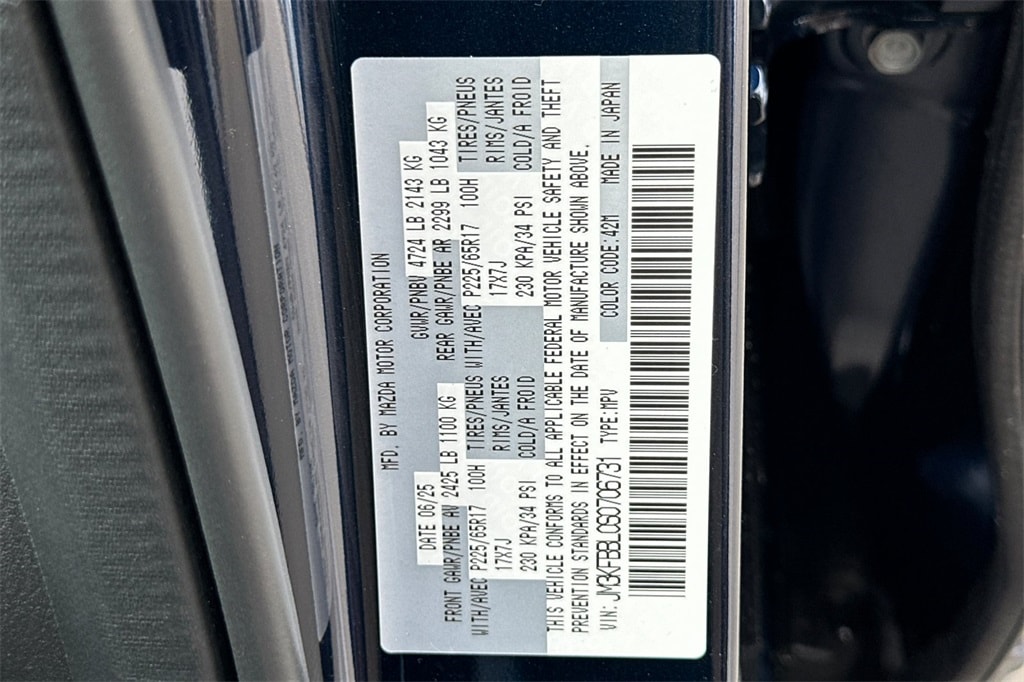 MFD. BY MAZDA MOTOR CORPORATION
DATE 06/25 GVWR/PNBV 4724 LB 2143 KG
FRONT GAWR/PNBE AV 2425 LB 1100 KG REAR GAWR/PNBE AR 2299 LB 1043 KG
WITH/AVEC P225/65R17 100H TIRES/PNEUS WITH/AVEC P225/65R17 100H TIRES/PNEUS
17X7J RIMS/JANTES 17X7J RIMS/JANTES
230 KPA/34 PSI COLD/A FROID 230 KPA/34 PSI COLD/A FROID
THIS VEHICLE CONFORMS TO ALL APPLICABLE FEDERAL MOTOR VEHICLE SAFETY AND THEFT
PREVENTION STANDARDS IN EFFECT ON THE DATE OF MANUFACTURE SHOWN ABOVE.
VIN: JM3KFBBL0S0706731 TYPE:MPV COLOR CODE: 42M MADE IN JAPAN